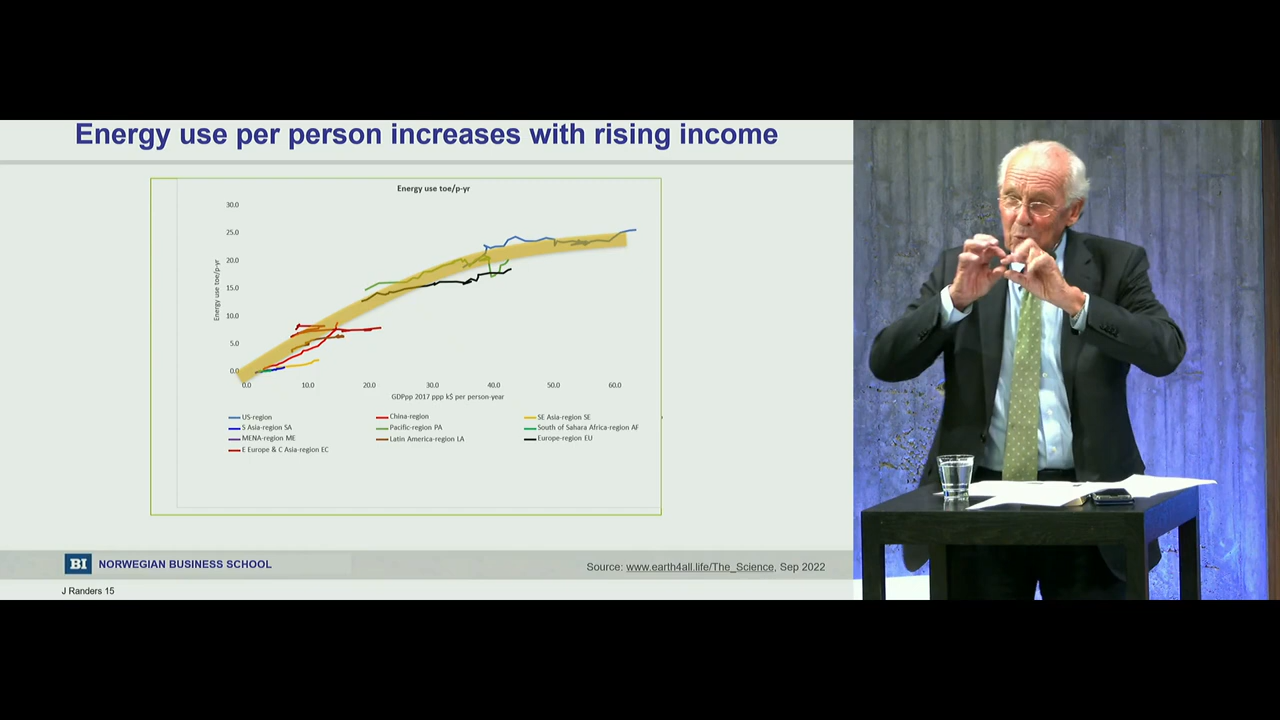 Energy use per person increases with rising income
Energy use toe/p-yr
30.0
25.0
20.0
15.0
10.0
5.0
0.0
Energy use toe/p-yr
0.0 10.0 20.0 30.0 40.0 50.0 60.0
GDPpp 2017 ppp k$ per person-year
US-region China-region SE Asia-region SE
S Asia-region SA Pacific-region PA South of Sahara Africa-region AF
MENA-region ME Latin America-region LA Europe-region EU
E Europe & C Asia-region EC
BI NORWEGIAN BUSINESS SCHOOL
Source: www.earth4all.life/The_Science, Sep 2022
J Randers 15